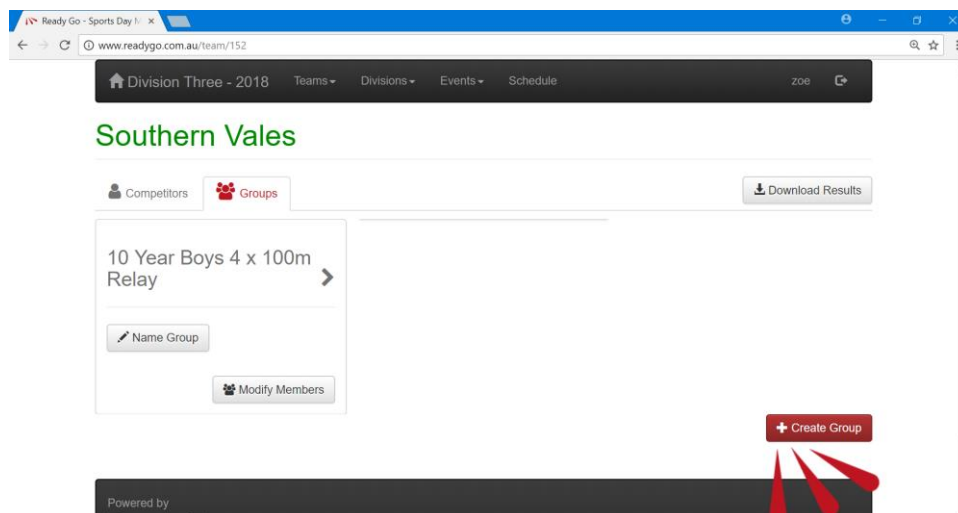 Ready Go - Sports Day M
www.readygo.com.au/team/152
Division Three - 2018 Teams Divisions Events Schedule zoe
Southern Vales
Competitors Groups Download Results
10 Year Boys 4 x 100m
Relay
Name Group
Modify Members
Create Group
Powered by